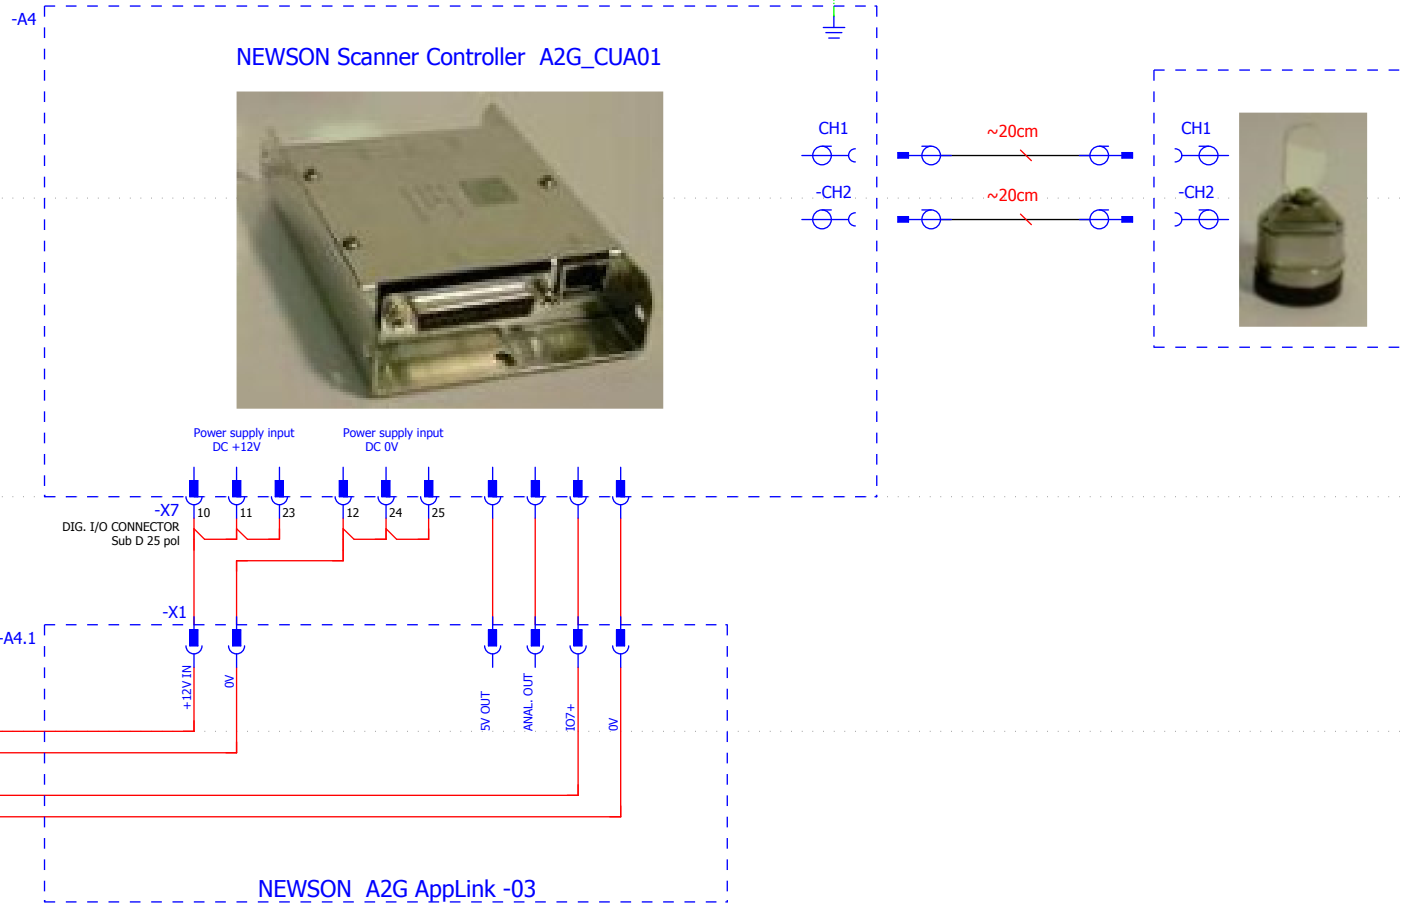 -A4
NEWSON Scanner Controller A2G_CUA01
CH1
~20cm
CH1
-CH2
~20cm
-CH2
Power supply input
DC +12V
Power supply input
DC 0V
-X7
10
11
23
12
24
25
DIG. I/O CONNECTOR
Sub D 25 pol
-X1
-A4.1
+12V IN
0V
5V OUT
ANAL. OUT
IO7+
0V
NEWSON A2G AppLink -03